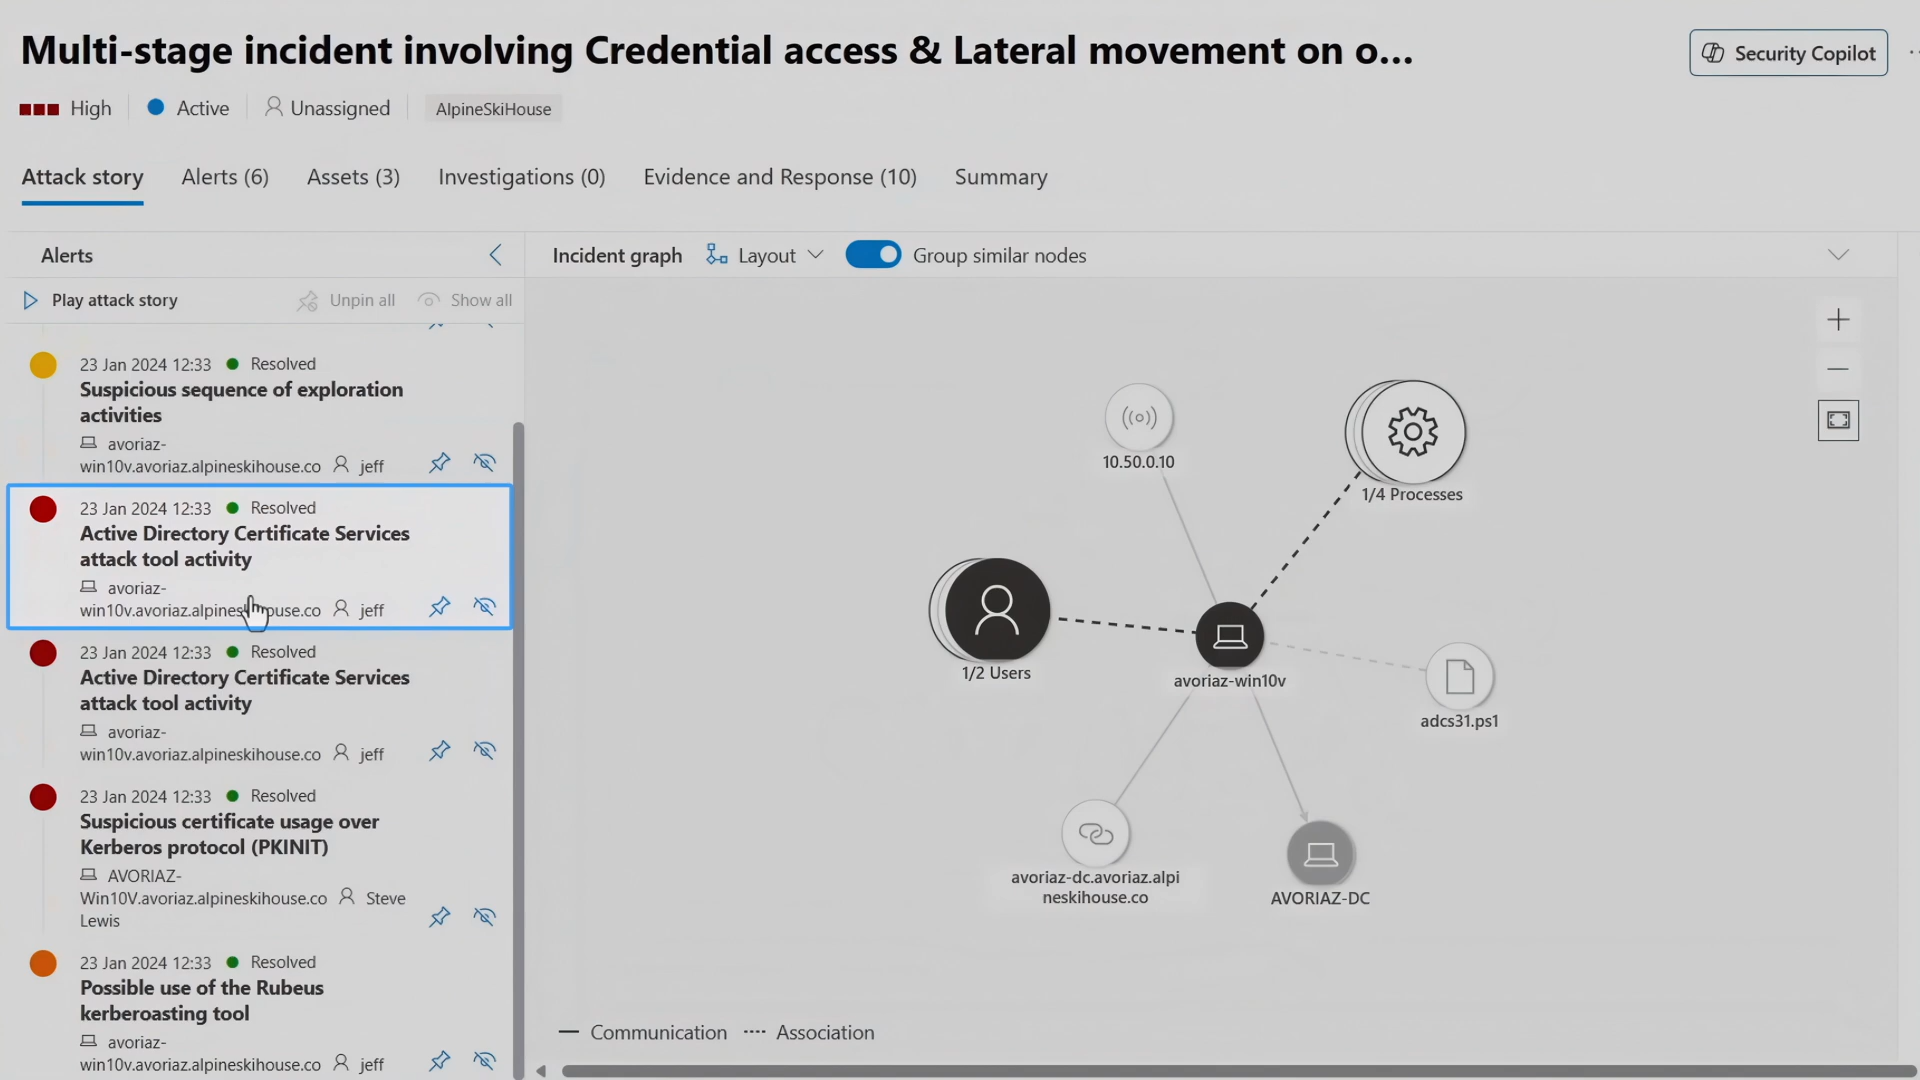 Multi-stage incident involving Credential access & Lateral movement on o...
Security Copilot
High
Active
Unassigned
AlpineSkiHouse
Attack story
Alerts (6)
Assets (3)
Investigations (0)
Evidence and Response (10)
Summary
Alerts
Play attack story
Unpin all
Show all
23 Jan 2024 12:33 Resolved
Suspicious sequence of exploration
activities
avoriaz-
win10v.avoriaz.alpineskihouse.co jeff
23 Jan 2024 12:33 Resolved
Active Directory Certificate Services
attack tool activity
avoriaz-
win10v.avoriaz.alpineskihouse.co jeff
23 Jan 2024 12:33 Resolved
Active Directory Certificate Services
attack tool activity
avoriaz-
win10v.avoriaz.alpineskihouse.co jeff
23 Jan 2024 12:33 Resolved
Suspicious certificate usage over
Kerberos protocol (PKINIT)
AVORIAZ-
Win10V.avoriaz.alpineskihouse.co Steve
Lewis
23 Jan 2024 12:33 Resolved
Possible use of the Rubeus
kerberoasting tool
avoriaz-
win10v.avoriaz.alpineskihouse.co jeff
Incident graph
Layout
Group similar nodes
10.50.0.10
1/4 Processes
1/2 Users
avoriaz-win10v
adcs31.ps1
avoriaz-dc.avoriaz.alpi
neskihouse.co
AVORIAZ-DC
Communication
Association